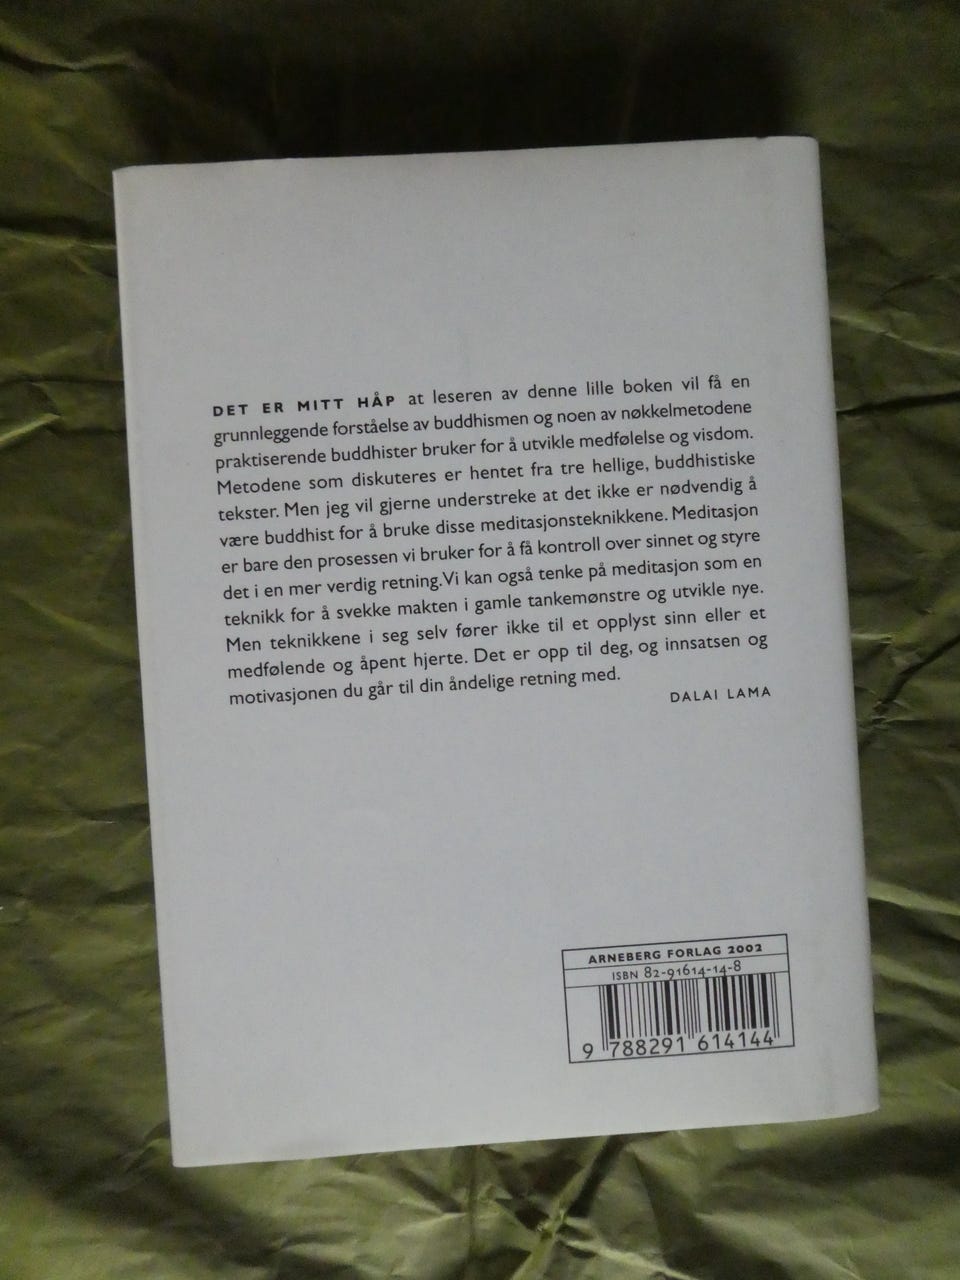 DET ER MITT HÅP at leseren av denne lille boken vil få en
grunnleggende forståelse av buddhismen og noen av nøkkelmetodene
praktiserende buddhister bruker for å utvikle medfølelse og visdom.
Metodene som diskuteres er hentet fra tre hellige, buddhistiske
tekster. Men jeg vil gjerne understreke at det ikke er nødvendig å
være buddhist for å bruke disse meditasjonsteknikkene. Meditasjon
er bare den prosessen vi bruker for å få kontroll over sinnet og styre
det i en mer verdig retning. Vi kan også tenke på meditasjon som en
teknikk for å svekke makten i gamle tankemønstre og utvikle nye.
Men teknikkene i seg selv fører ikke til et opplyst sinn eller et
medfølende og åpent hjerte. Det er opp til deg, og innsatsen og
motivasjonen du går til din åndelige retning med.
DALAI LAMA
ARNEBERG FORLAG 2002
ISBN 82-91614-14-8
9 788291 614144